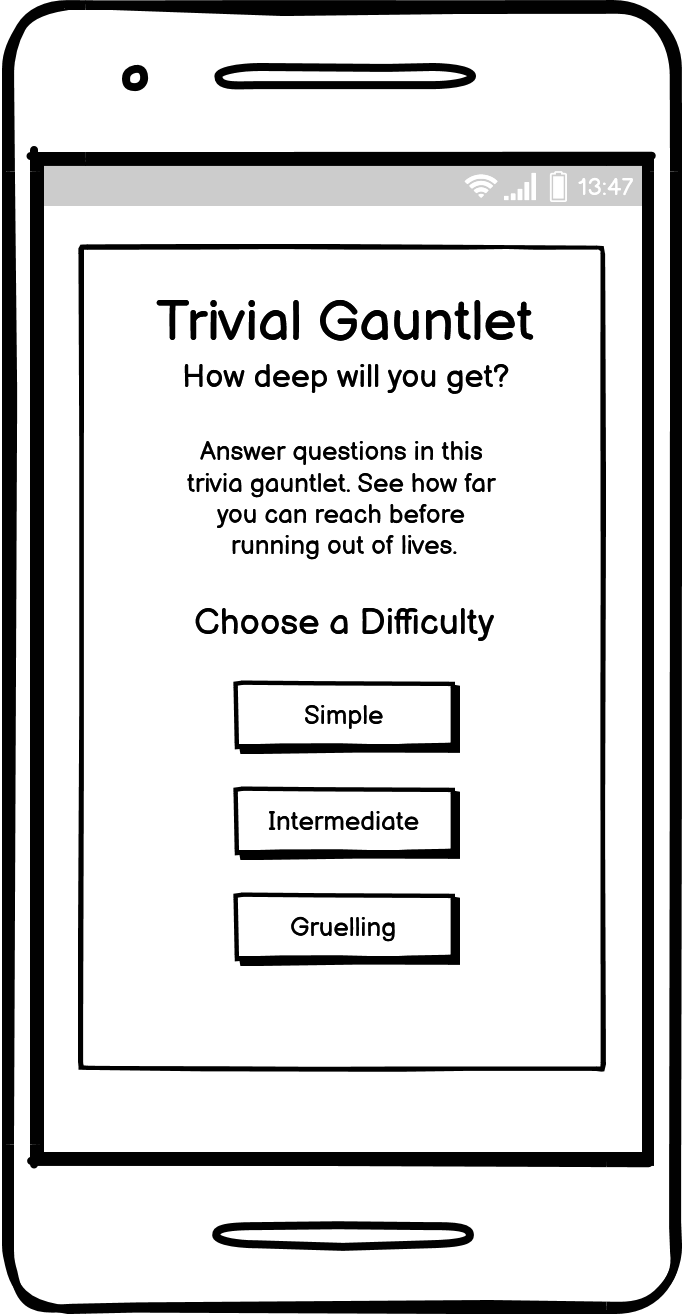 13:47
Trivial Gauntlet
How deep will you get?
Answer questions in this
trivia gauntlet. See how far
you can reach before
running out of lives.
Choose a Difficulty
Simple
Intermediate
Gruelling